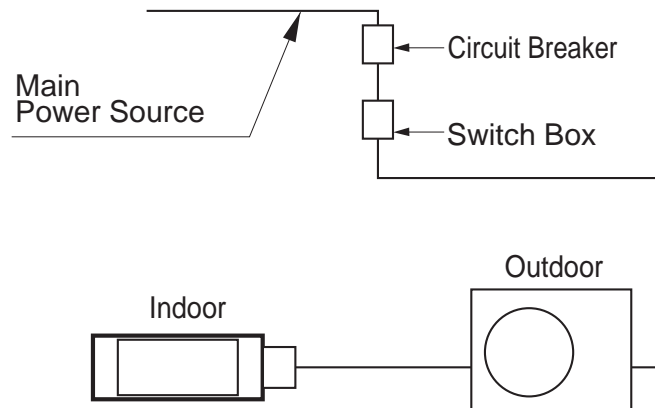 Circuit Breaker
Main
Power Source
Switch Box
Outdoor
Indoor